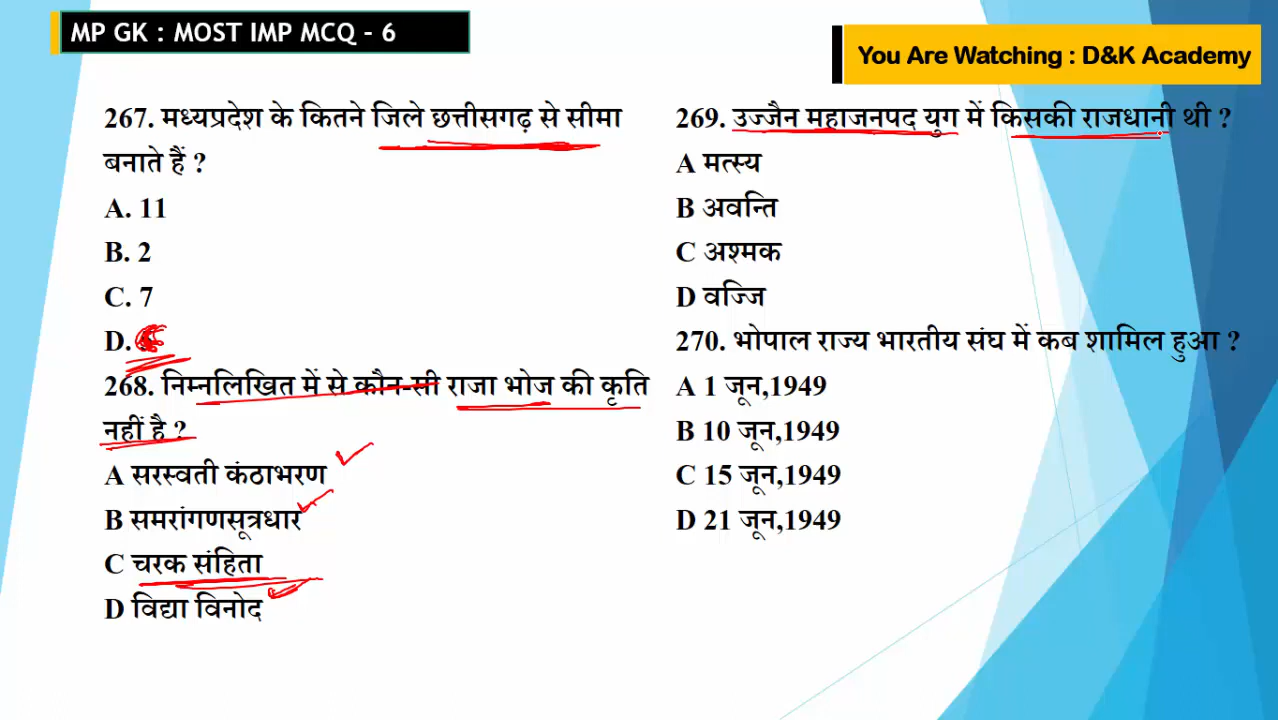 MP GK : MOST IMP MCQ - 6
You Are Watching : D&K Academy
267. मध्यप्रदेश के कितने जिले छत्तीसगढ़ से सीमा
बनाते हैं ?
A. 11
B. 2
C. 7
D.
268. निम्नलिखित में से कौन-सी राजा भोज की कृति
नहीं है ?
A सरस्वती कंठाभरण
B समरांगणसूत्रधार
C चरक संहिता
D विद्या विनोद
269. उज्जैन महाजनपद युग में किसकी राजधानी थी ?
A मत्स्य
B अवन्ति
C अश्मक
D वज्जि
270. भोपाल राज्य भारतीय संघ में कब शामिल हुआ ?
A 1 जून,1949
B 10 जून,1949
C 15 जून,1949
D 21 जून,1949